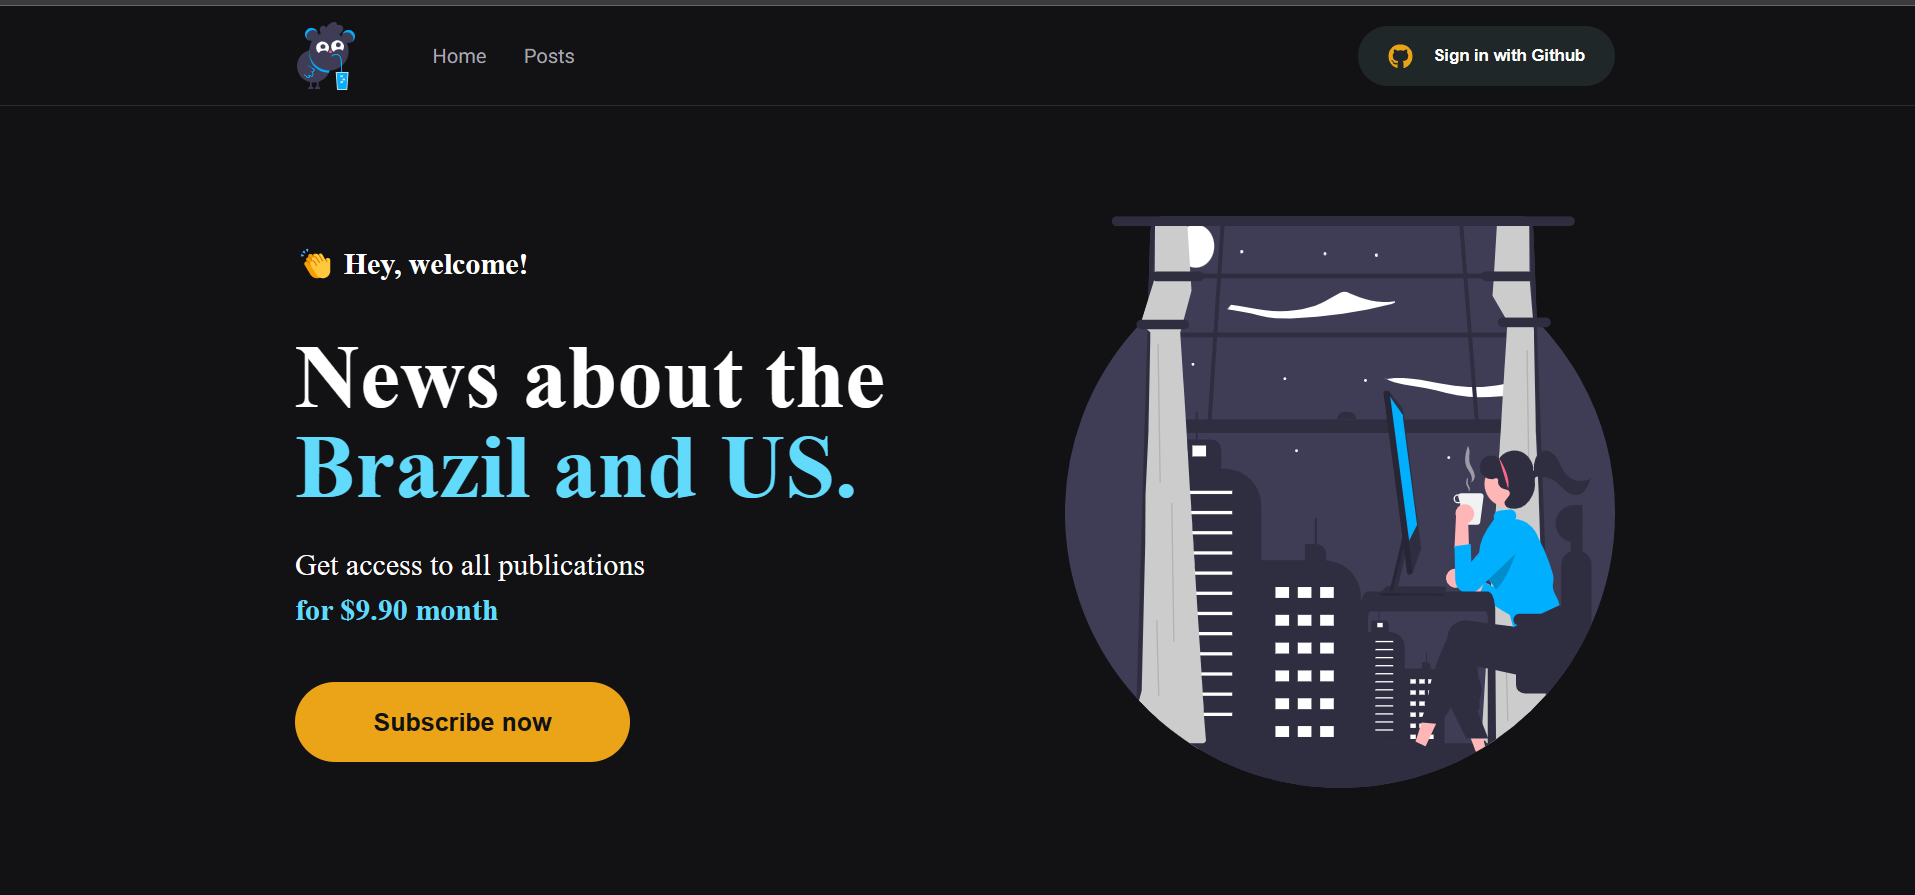 Home
Posts
Sign in with Github
👏 Hey, welcome!
News about the
Brazil and US.
Get access to all publications
for $9.90 month
Subscribe now